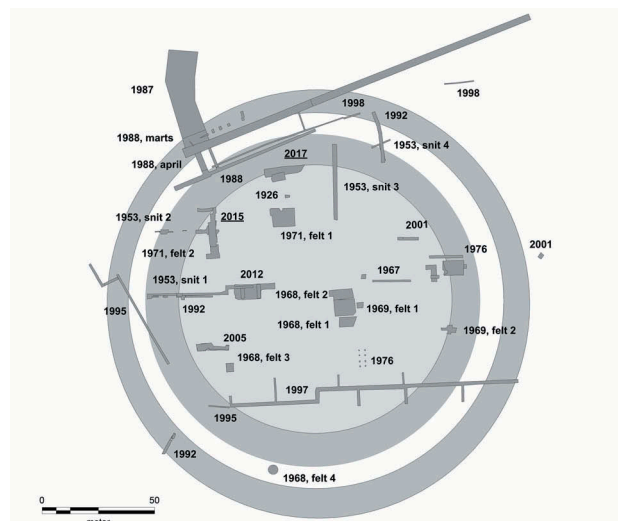 1987
1998
1998
1992
1988, marts
1988, april
1953, snit 4
2017
1988
1953, snit 3
1926
1953, snit 2
2015
1971, felt 1
2001
1971, felt 2
1976
2001
1953, snit 1
2012
1967
1968, felt 2
1992
1969, felt 1
1995
1968, felt 1
1969, felt 2
2005
1968, felt 3
1976
1997
1995
1992
1968, felt 4
0
50
meter